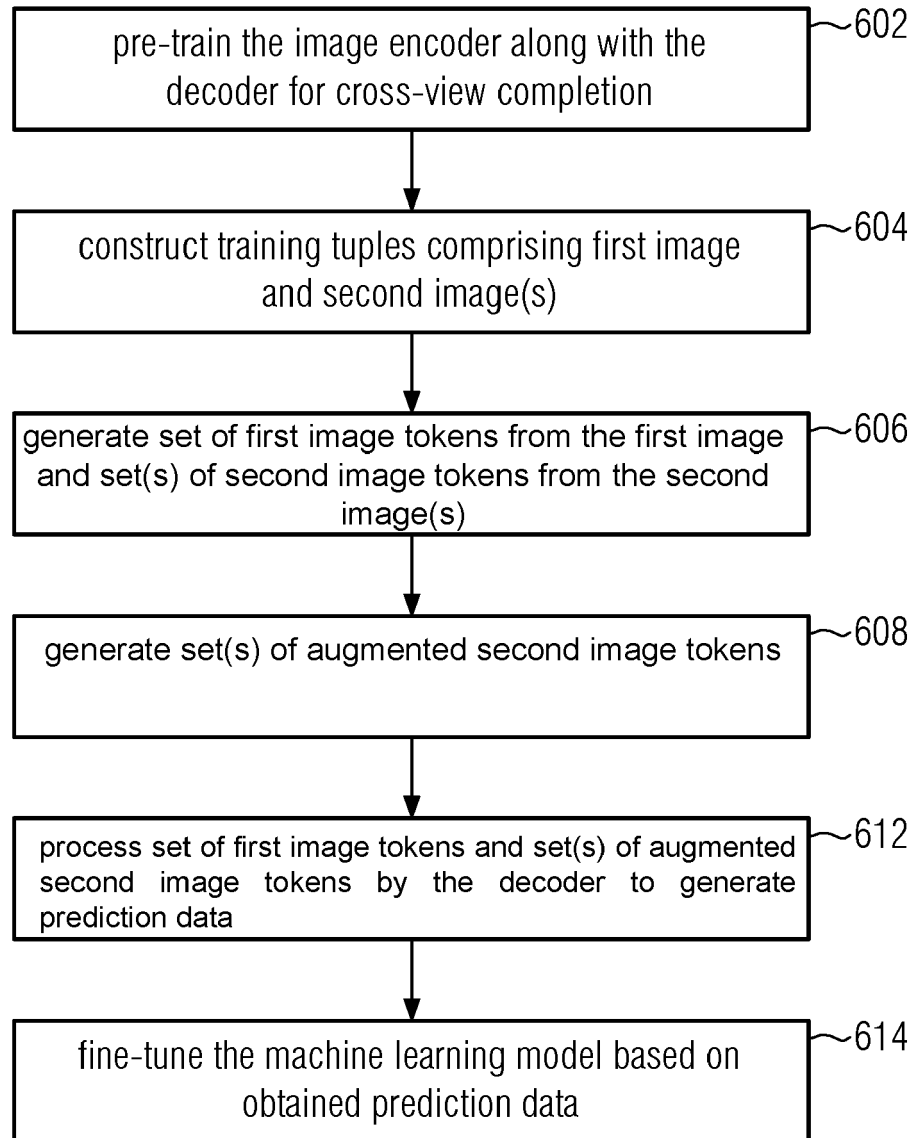 pre-train the image encoder along with the
decoder for cross-view completion
602
construct training tuples comprising first image
and second image(s)
604
generate set of first image tokens from the first image
and set(s) of second image tokens from the second
image(s)
606
generate set(s) of augmented second image tokens
608
process set of first image tokens and set(s) of augmented
second image tokens by the decoder to generate
prediction data
612
fine-tune the machine learning model based on
obtained prediction data
614